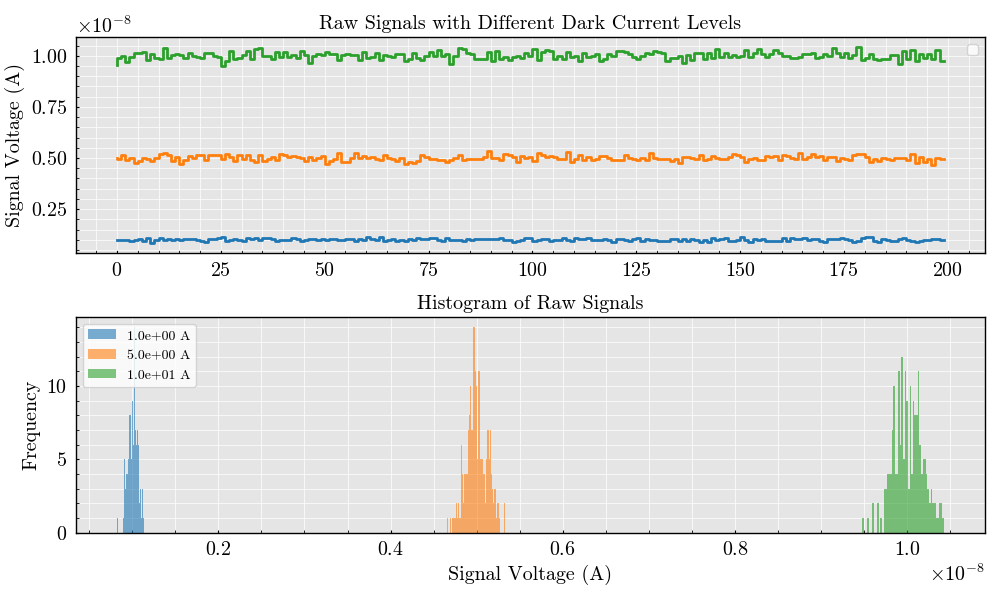 ×10⁻⁸
Raw Signals with Different Dark Current Levels
Signal Voltage (A)
1.00
0.75
0.50
0.25
0 25 50 75 100 125 150 175 200
Histogram of Raw Signals
1.0e+00 A
5.0e+00 A
1.0e+01 A
Frequency
10
5
0
0.2 0.4 0.6 0.8 1.0
Signal Voltage (A)
×10⁻⁸